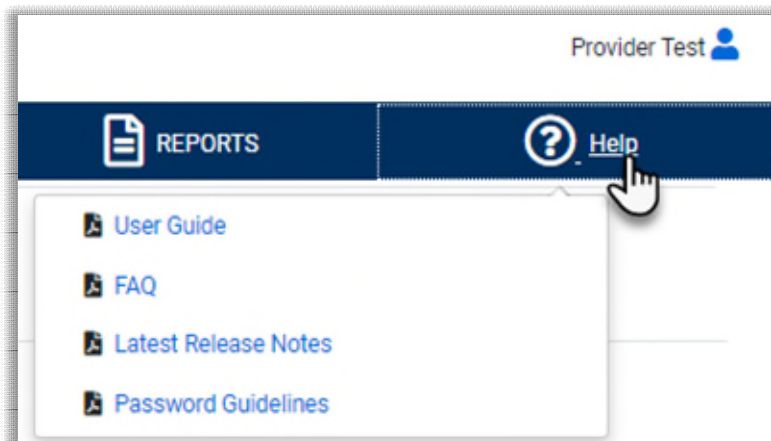 Provider Test
REPORTS
Help
User Guide
FAQ
Latest Release Notes
Password Guidelines